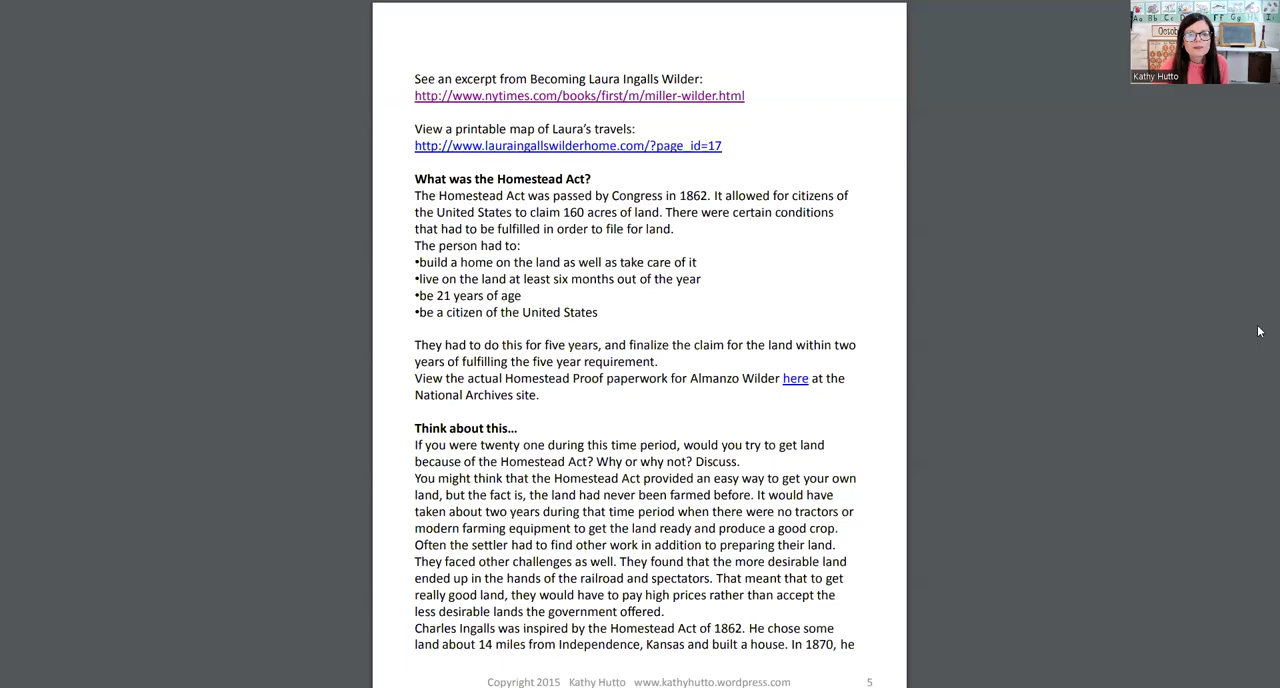 See an excerpt from Becoming Laura Ingalls Wilder:
http://www.nytimes.com/books/first/m/miller-wilder.html
View a printable map of Laura's travels:
http://www.lauraingallswilderhome.com/?page_id=17
What was the Homestead Act?
The Homestead Act was passed by Congress in 1862. It allowed for citizens of
the United States to claim 160 acres of land. There were certain conditions
that had to be fulfilled in order to file for land.
The person had to:
•build a home on the land as well as take care of it
•live on the land at least six months out of the year
•be 21 years of age
•be a citizen of the United States
They had to do this for five years, and finalize the claim for the land within two
years of fulfilling the five year requirement.
View the actual Homestead Proof paperwork for Almanzo Wilder here at the
National Archives site.
Think about this…
If you were twenty one during this time period, would you try to get land
because of the Homestead Act? Why or why not? Discuss.
You might think that the Homestead Act provided an easy way to get your own
land, but the fact is, the land had never been farmed before. It would have
taken about two years during that time period when there were no tractors or
modern farming equipment to get the land ready and produce a good crop.
Often the settler had to find other work in addition to preparing their land.
They faced other challenges as well. They found that the more desirable land
ended up in the hands of the railroad and spectators. That meant that to get
really good land, they would have to pay high prices rather than accept the
less desirable lands the government offered.
Charles Ingalls was inspired by the Homestead Act of 1862. He chose some
land about 14 miles from Independence, Kansas and built a house. In 1870, he
Copyright 2015 Kathy Hutto www.kathyhutto.wordpress.com 5
Aa Bb Cc Ff Gg Hh
Octob
Kathy Hutto